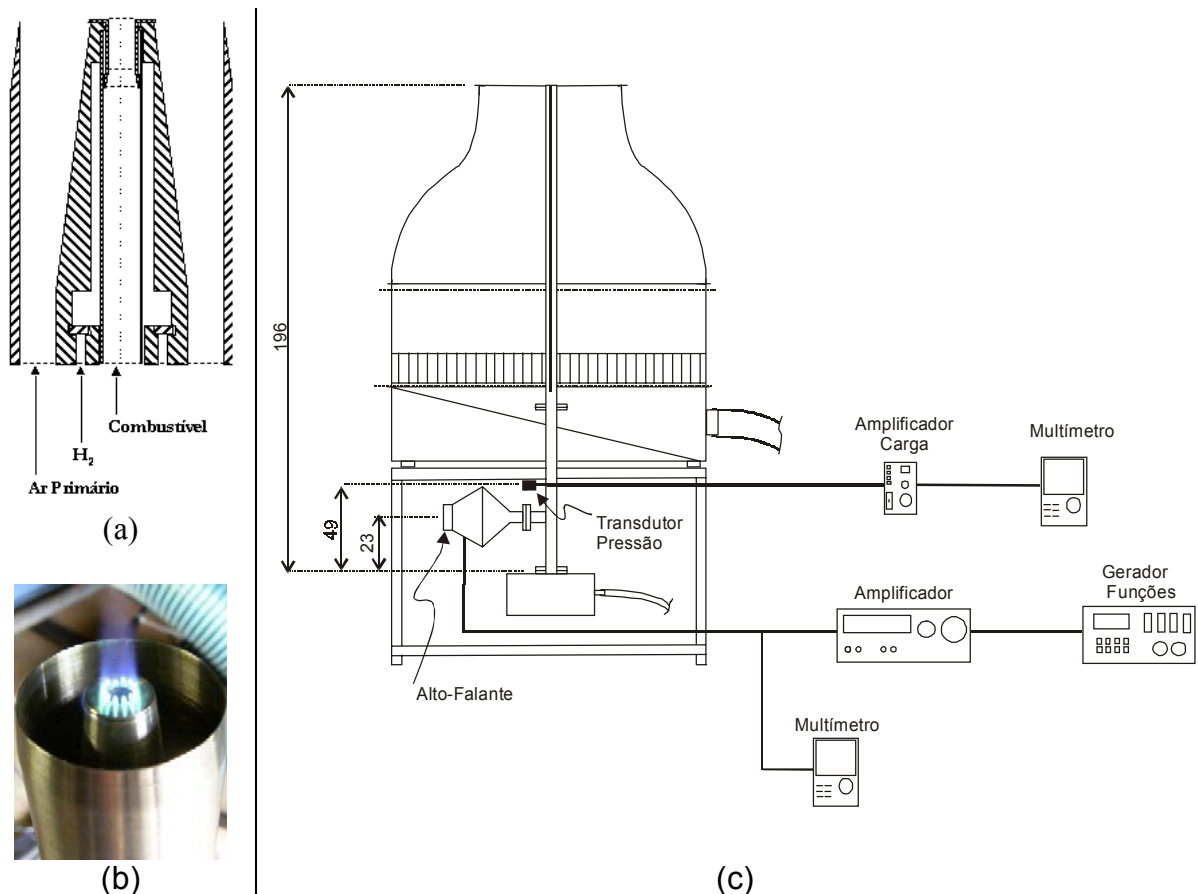 Combustível
H2
Ar Primário
(a)
(b)
196
49
23
Transdutor
Pressão
Alto-Falante
Amplificador
Carga
Multímetro
Amplificador
Gerador
Funções
Multímetro
(c)